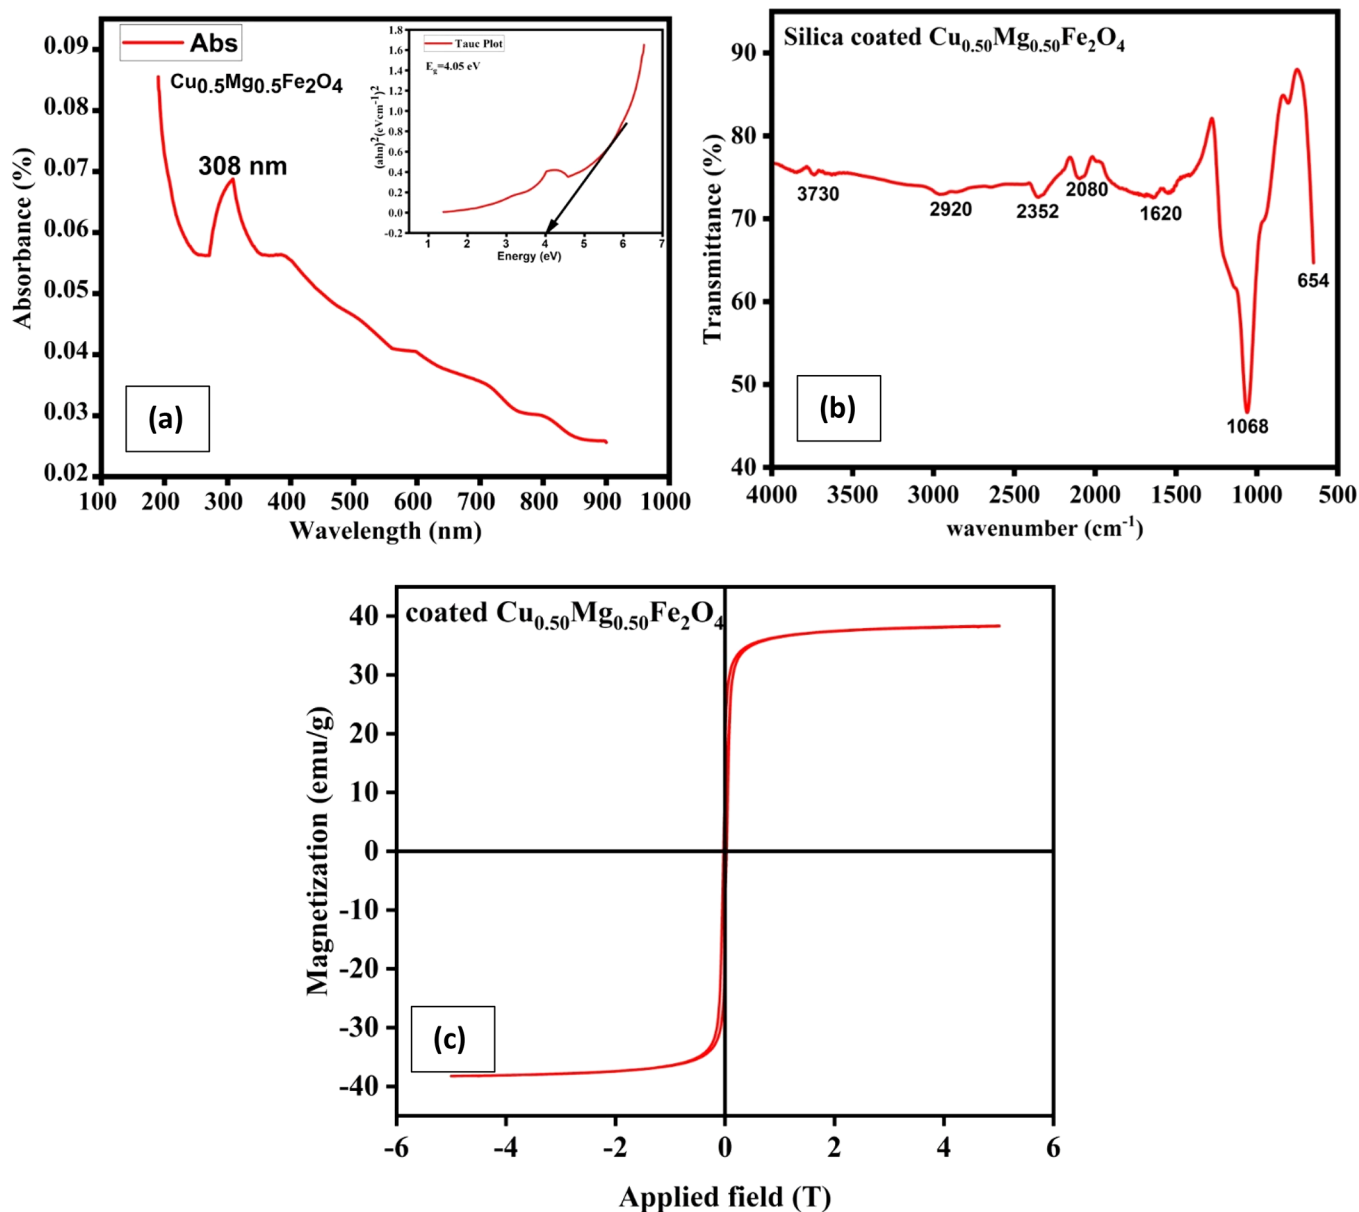 Abs
Cu0.5Mg0.5Fe2O4
308 nm
0.09
0.08
0.07
0.06
0.05
0.04
0.03
0.02
Absorbance (%)
100 200 300 400 500 600 700 800 900 1000
Wavelength (nm)
(a)
Tauc Plot
Eg=4.05 eV
1.8
1.6
1.4
1.2
1.0
0.8
0.6
0.4
0.2
0.0
-0.2
(ahn)^2(eVcm^-1)^2
1 2 3 4 5 6 7
Energy (eV)
Silica coated Cu0.50Mg0.50Fe2O4
90
80
70
60
50
40
Transmittance (%)
3730
2920
2352
2080
1620
1068
654
(b)
4000 3500 3000 2500 2000 1500 1000 500
wavenumber (cm-1)
coated Cu0.50Mg0.50Fe2O4
40
30
20
10
0
-10
-20
-30
-40
Magnetization (emu/g)
(c)
-6 -4 -2 0 2 4 6
Applied field (T)